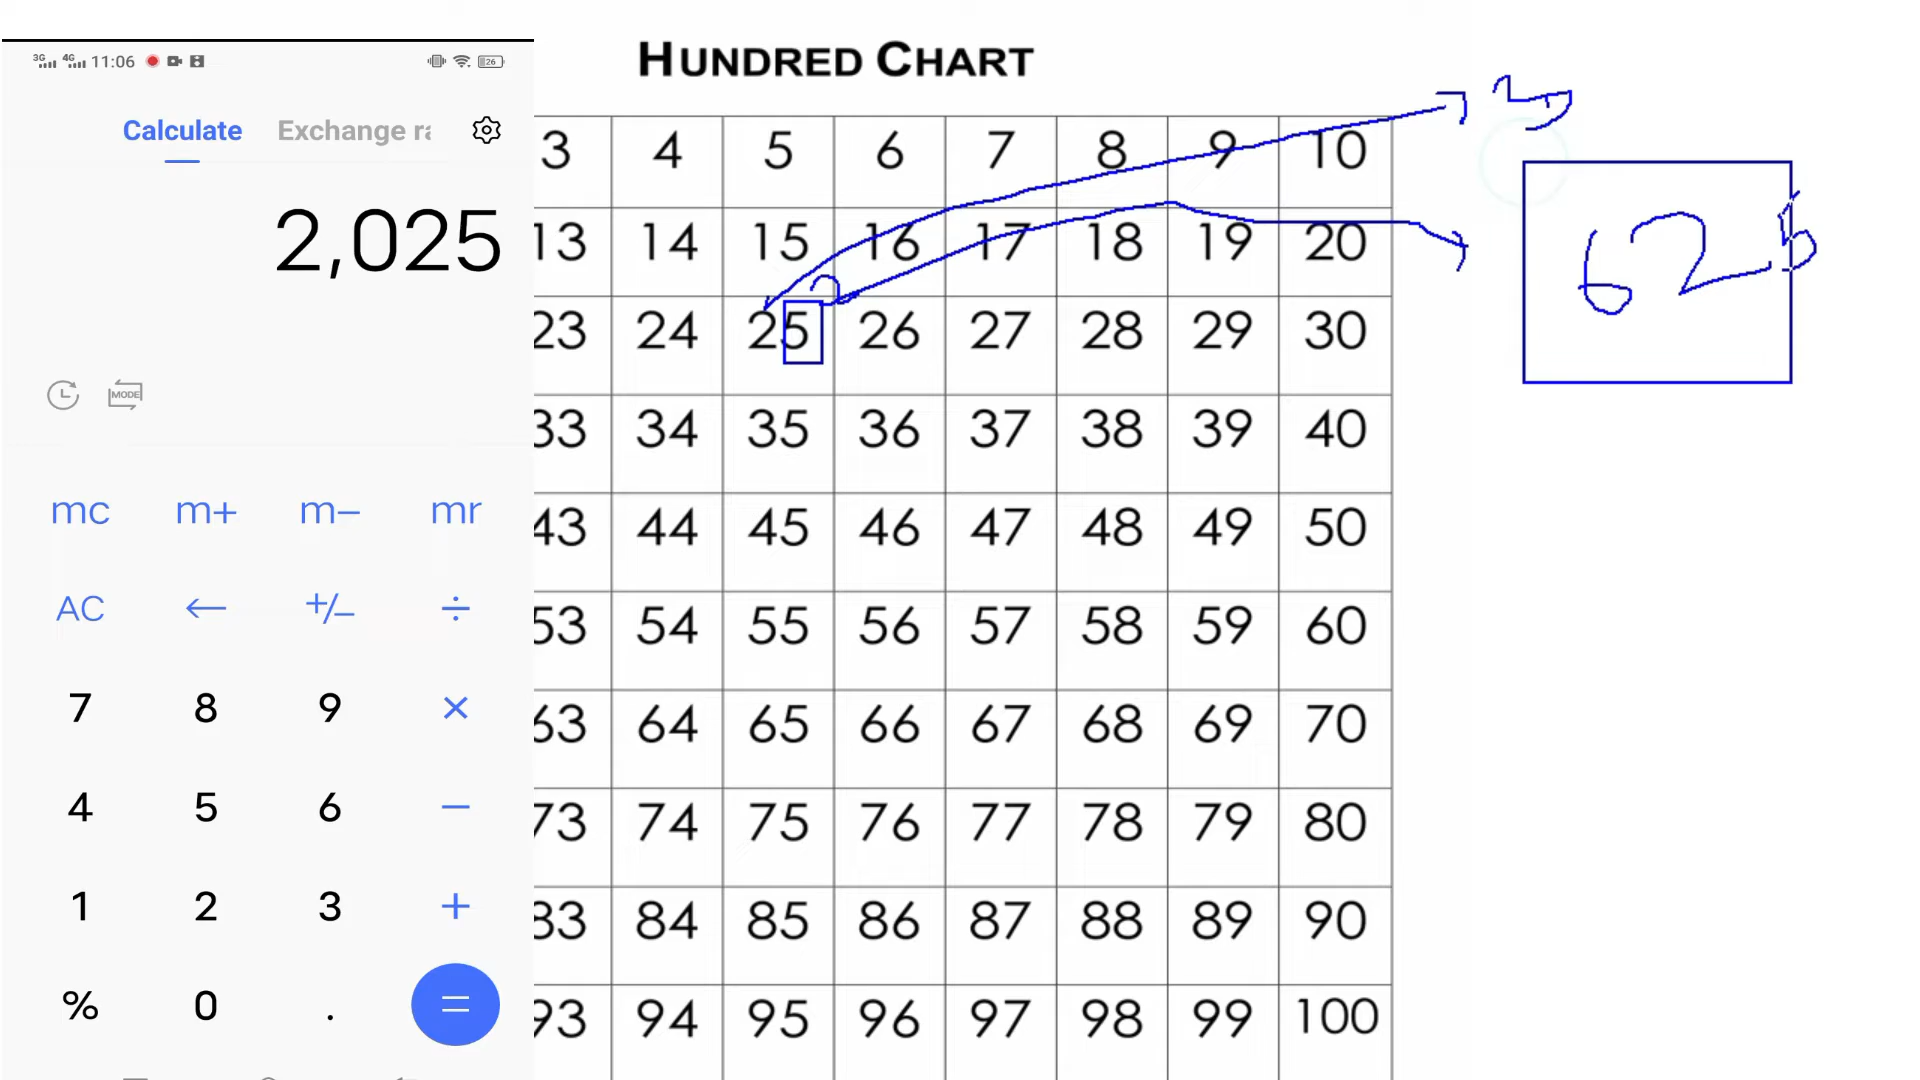 HUNDRED CHART
3G 4G 11:06 26
Calculate Exchange ra
2,025
MODE
mc m+ m– mr
AC ← +/– ÷
7 8 9 ×
4 5 6 –
1 2 3 +
% 0 . =
3 4 5 6 7 8 9 10
13 14 15 16 17 18 19 20
2
23 24 25 26 27 28 29 30
33 34 35 36 37 38 39 40
43 44 45 46 47 48 49 50
53 54 55 56 57 58 59 60
63 64 65 66 67 68 69 70
73 74 75 76 77 78 79 80
83 84 85 86 87 88 89 90
93 94 95 96 97 98 99 100
625